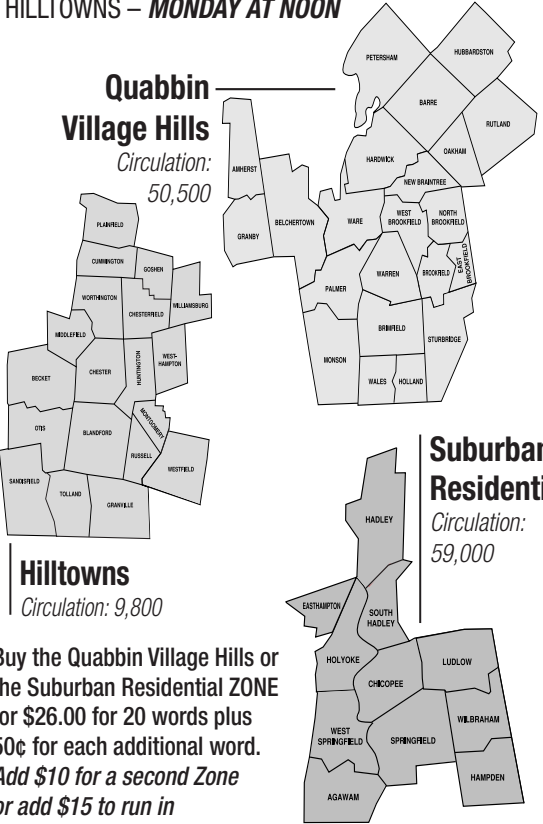 HILLTOWNS – MONDAY AT NOON
Quabbin
Village Hills
Circulation:
50,500
PETERSHAM
HUBBARDSTON
BARRE
RUTLAND
OAKHAM
HARDWICK
NEW BRAINTREE
AMHERST
GRANBY
BELCHERTOWN
WARE
WEST
BROOKFIELD
NORTH
BROOKFIELD
PALMER
WARREN
BROOKFIELD
EAST
BROOKFIELD
BRIMFIELD
STURBRIDGE
MONSON
WALES
HOLLAND
PLAINFIELD
CUMMINGTON
GOSHEN
WORTHINGTON
CHESTERFIELD
WILLIAMSBURG
MIDDLEFIELD
BECKET
CHESTER
HUNTINGTON
WEST-
HAMPTON
OTIS
BLANDFORD
MONTGOMERY
RUSSELL
WESTFIELD
SANDISFIELD
TOLLAND
GRANVILLE
Hilltowns
Circulation: 9,800
Suburban
Residenti
Circulation:
59,000
HADLEY
EASTHAMPTON
SOUTH
HADLEY
HOLYOKE
CHICOPEE
LUDLOW
WEST
SPRINGFIELD
SPRINGFIELD
WILBRAHAM
AGAWAM
HAMPDEN
Buy the Quabbin Village Hills or
the Suburban Residential ZONE
for $26.00 for 20 words plus
50¢ for each additional word.
Add $10 for a second Zone
or add $15 to run in